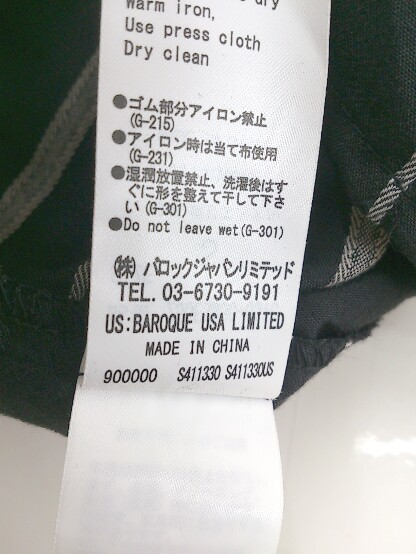 dry
Warm iron,
Use press cloth
Dry clean
●ゴム部分アイロン禁止
(G-215)
●アイロン時は当て布使用
(G-231)
●湿潤放置禁止、洗濯後はす
ぐに形を整えて干して下さ
い(G-301)
●Do not leave wet(G-301)
(株) バロックジャパンリミテッド
TEL. 03-6730-9191
US:BAROQUE USA LIMITED
MADE IN CHINA
900000 S411330 S411330US